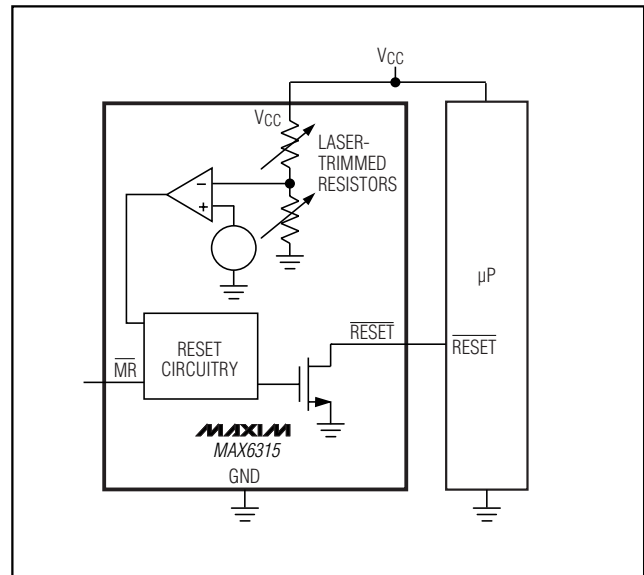 VCC
VCC
LASER-
TRIMMED
RESISTORS
−
+
µP
RESET
RESET
RESET
CIRCUITRY
MR
MAXIM
MAX6315
GND